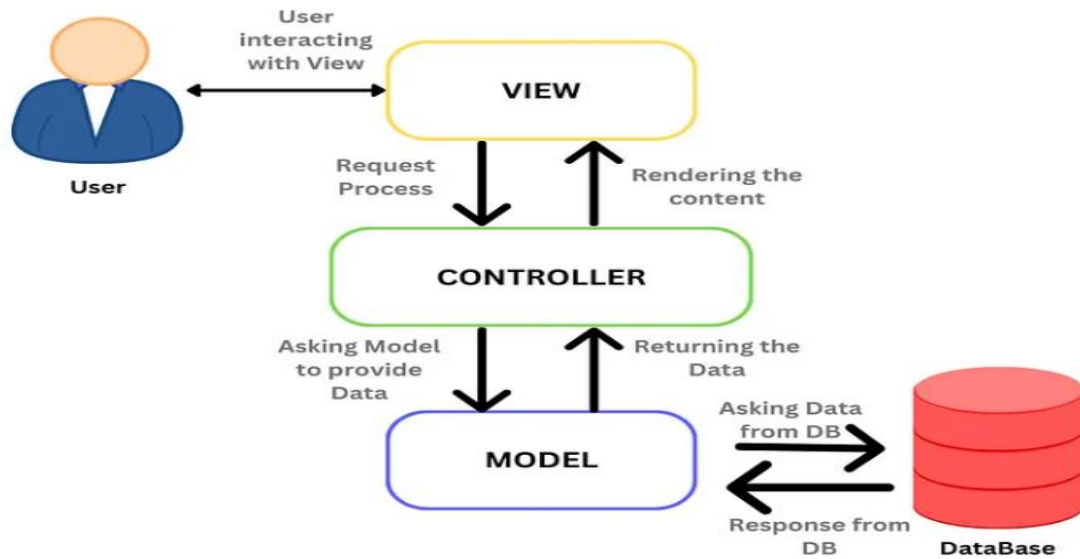 User
interacting
with View
VIEW
User
Request
Process
Rendering the
content
CONTROLLER
Asking Model
to provide
Data
Returning the
Data
MODEL
Asking Data
from DB
Response from
DB
DataBase